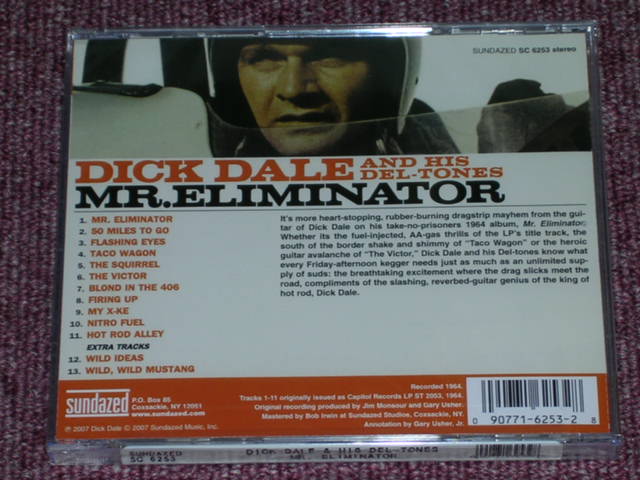 SUNDAZED SC 6253 stereo
DICK DALE AND HIS DEL-TONES
MR.ELIMINATOR
1. MR. ELIMINATOR
2. 50 MILES TO GO
3. FLASHING EYES
4. TACO WAGON
5. THE SQUIRREL
6. THE VICTOR
7. BLOND IN THE 406
8. FIRING UP
9. MY X-KE
10. NITRO FUEL
11. HOT ROD ALLEY
EXTRA TRACKS
12. WILD IDEAS
13. WILD, WILD MUSTANG
It's more heart-stopping, rubber-burning dragstrip mayhem from the gui-
tar of Dick Dale on his take-no-prisoners 1964 album, Mr. Eliminator.
Whether its the fuel-injected, AA-gas thrills of the LP's title track, the
south of the border shake and shimmy of "Taco Wagon" or the heroic
guitar avalanche of "The Victor," Dick Dale and his Del-tones know what
every Friday-afternoon kegger needs just as much as an unlimited sup-
ply of suds: the breathtaking excitement where the drag slicks meet the
road, compliments of the slashing, reverbed-guitar genius of the king of
hot rod, Dick Dale.
sundazed
P.O. Box 85
Coxsackie, NY 12051
www.sundazed.com
℗ 2007 Dick Dale © 2007 Sundazed Music, Inc.
Recorded 1964.
Tracks 1-11 originally issued as Capitol Records LP ST 2053, 1964.
Original recording produced by Jim Monsour and Gary Usher.
Mastered by Bob Irwin at Sundazed Studios, Coxsackie, NY.
Annotation by Gary Usher, Jr.
0 90771-6253-2 8
SUNDAZED
SC 6253
DICK DALE & HIS DEL-TONES
MR. ELIMINATOR